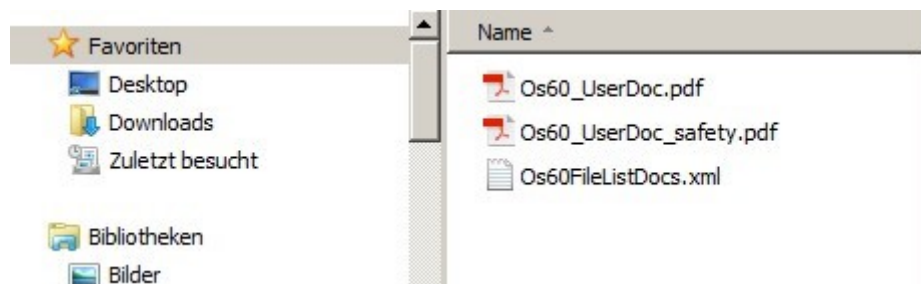 Favoriten
Desktop
Downloads
Zuletzt besucht
Bibliotheken
Bilder
Name
Os60_UserDoc.pdf
Os60_UserDoc_safety.pdf
Os60FileListDocs.xml